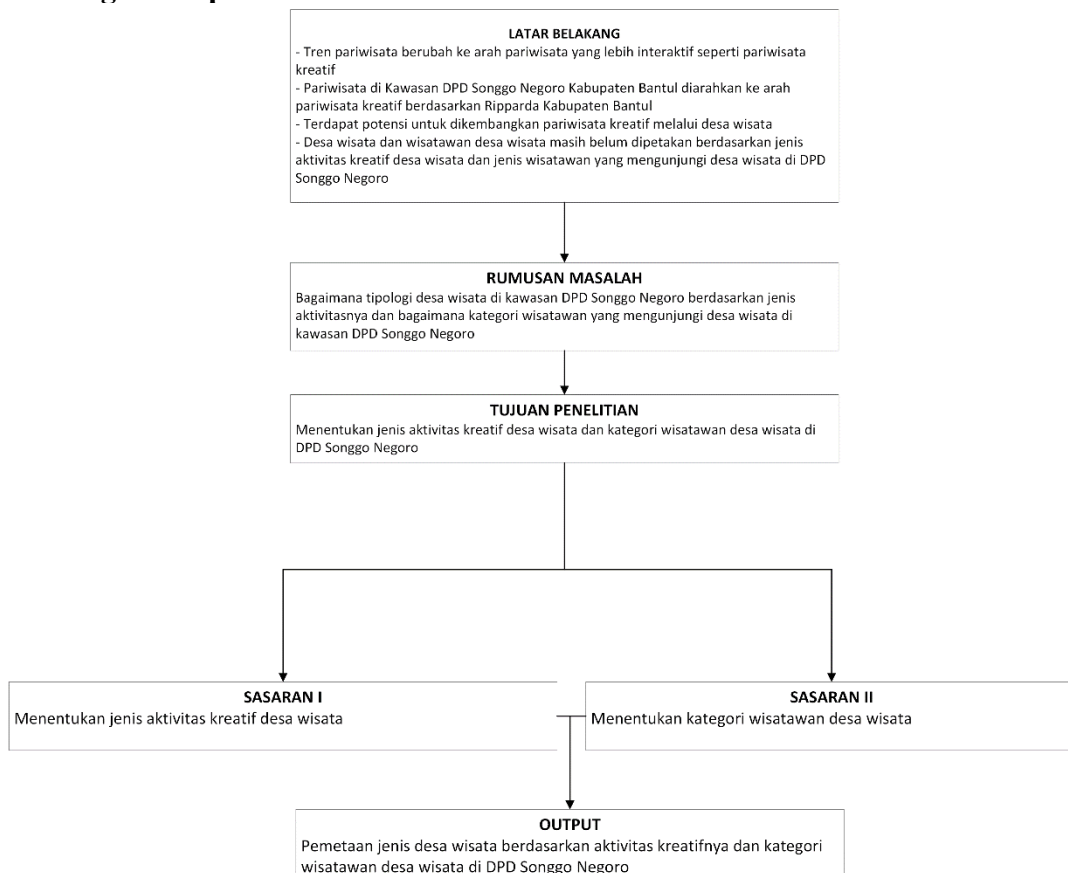 LATAR BELAKANG
- Tren pariwisata berubah ke arah pariwisata yang lebih interaktif seperti pariwisata
kreatif
- Pariwisata di Kawasan DPD Songgo Negoro Kabupaten Bantul diarahkan ke arah
pariwisata kreatif berdasarkan Ripparda Kabupaten Bantul
- Terdapat potensi untuk dikembangkan pariwisata kreatif melalui desa wisata
- Desa wisata dan wisatawan desa wisata masih belum dipetakan berdasarkan jenis
aktivitas kreatif desa wisata dan jenis wisatawan yang mengunjungi desa wisata di DPD
Songgo Negoro
RUMUSAN MASALAH
Bagaimana tipologi desa wisata di kawasan DPD Songgo Negoro berdasarkan jenis
aktivitasnya dan bagaimana kategori wisatawan yang mengunjungi desa wisata di
kawasan DPD Songgo Negoro
TUJUAN PENELITIAN
Menentukan jenis aktivitas kreatif desa wisata dan kategori wisatawan desa wisata di
DPD Songgo Negoro
SASARAN I
Menentukan jenis aktivitas kreatif desa wisata
SASARAN II
Menentukan kategori wisatawan desa wisata
OUTPUT
Pemetaan jenis desa wisata berdasarkan aktivitas kreatifnya dan kategori
wisatawan desa wisata di DPD Songgo Negoro